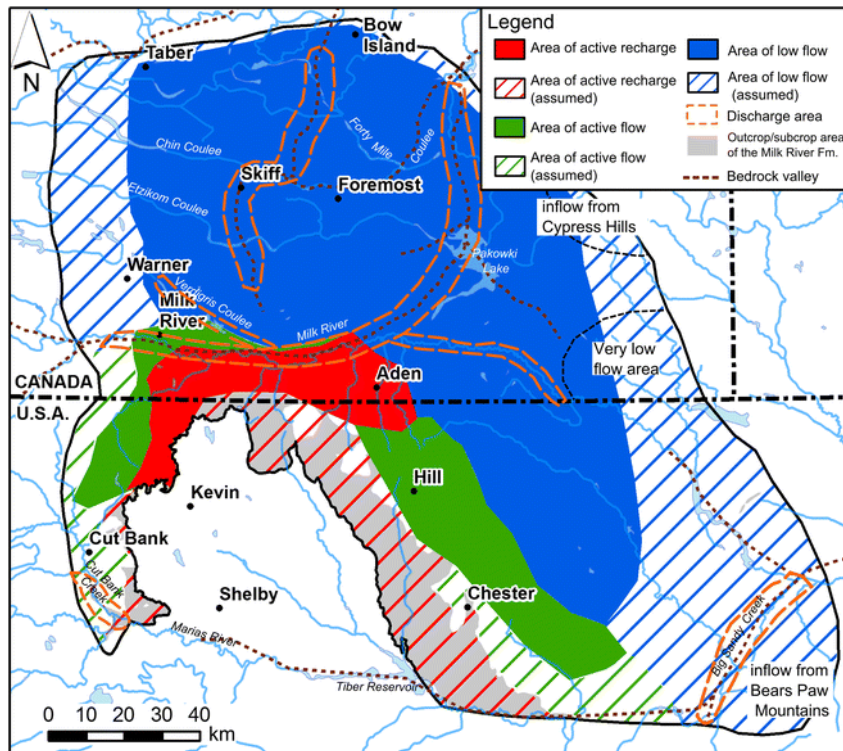 Bow
Island
Taber
N
Legend
Area of active recharge
Area of active recharge
(assumed)
Area of active flow
Area of active flow
(assumed)
Area of low flow
Area of low flow
(assumed)
Discharge area
Outcrop/subcrop area
of the Milk River Fm.
Bedrock valley
Chin Coulee
Forty Mile
Coulee
Skiff
Foremost
Etzikom Coulee
inflow from
Cypress Hills
Pakowki
Lake
Warner
Verdigris Coulee
Milk
River
Milk River
Very low
flow area
CANADA
U.S.A.
Aden
Hill
Kevin
Cut Bank
Cut Bank
Creek
Shelby
Chester
Marias River
Tiber Reservoir
Big Sandy Creek
inflow from
Bears Paw
Mountains
0 10 20 30 40
km